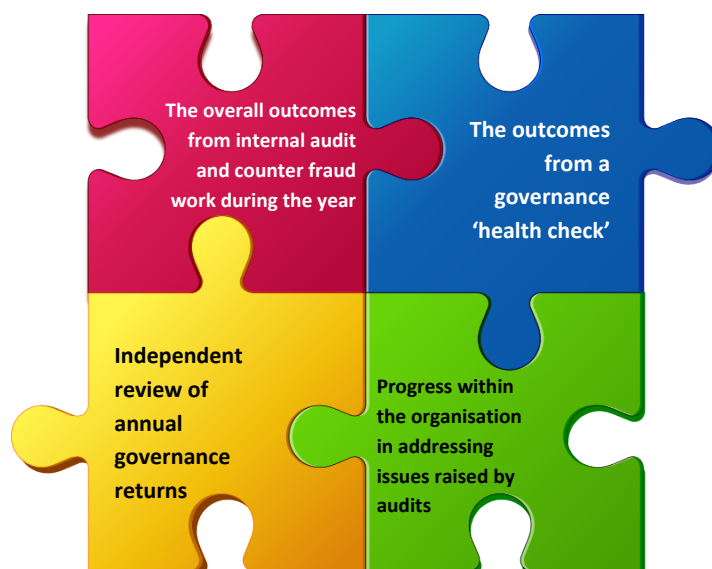 The overall outcomes
from internal audit
and counter fraud
work during the year
The outcomes
from a
governance
‘health check’
Independent
review of
annual
governance
returns
Progress within
the organisation
in addressing
issues raised by
audits